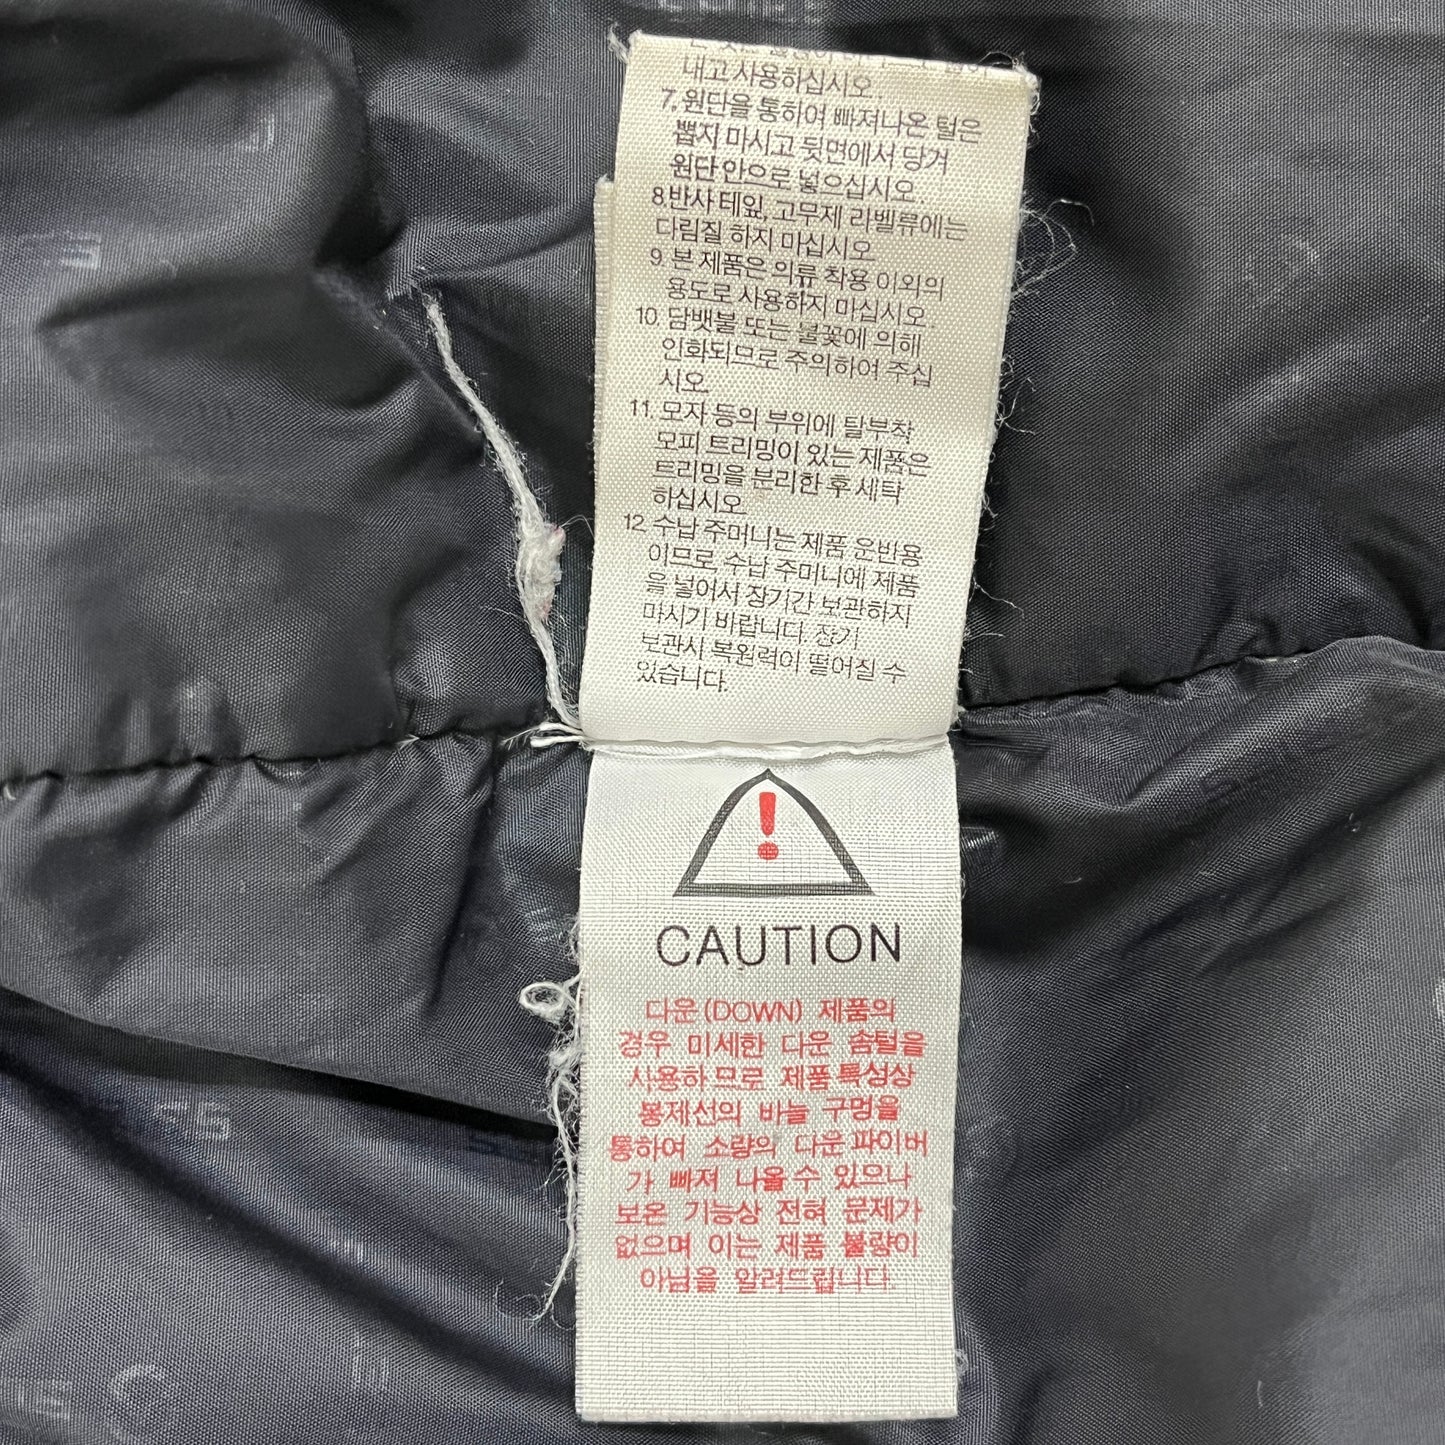 내고 사용하십시오
7. 원단을 통하여 빠져나온 털은
뽑지 마시고 뒷면에서 당겨
원단 안으로 넣으십시오.
8.반사 테잎, 고무제 라벨류에는
다림질 하지 마십시오.
9. 본 제품은 의류 착용 이외의
용도로 사용하지 마십시오.
10. 담뱃불 또는 불꽃에 의해
인화되므로 주의하여 주십
시오.
11. 모자 등의 부위에 탈부착
모피 트리밍이 있는 제품은
트리밍을 분리한 후 세탁
하십시오.
12. 수납 주머니는 제품 운반용
이므로, 수납 주머니에 제품
을 넣어서 장기간 보관하지
마시기 바랍니다. 장기
보관시 복원력이 떨어질 수
있습니다.
!
CAUTION
다운(DOWN) 제품의
경우 미세한 다운 솜털을
사용하므로 제품특성상
봉제선의 바늘 구멍을
통하여 소량의 다운파이버
가 빠져 나올수 있으나
보온 기능상 전혀 문제가
없으며 이는 제품 불량이
아님을 알려드립니다.